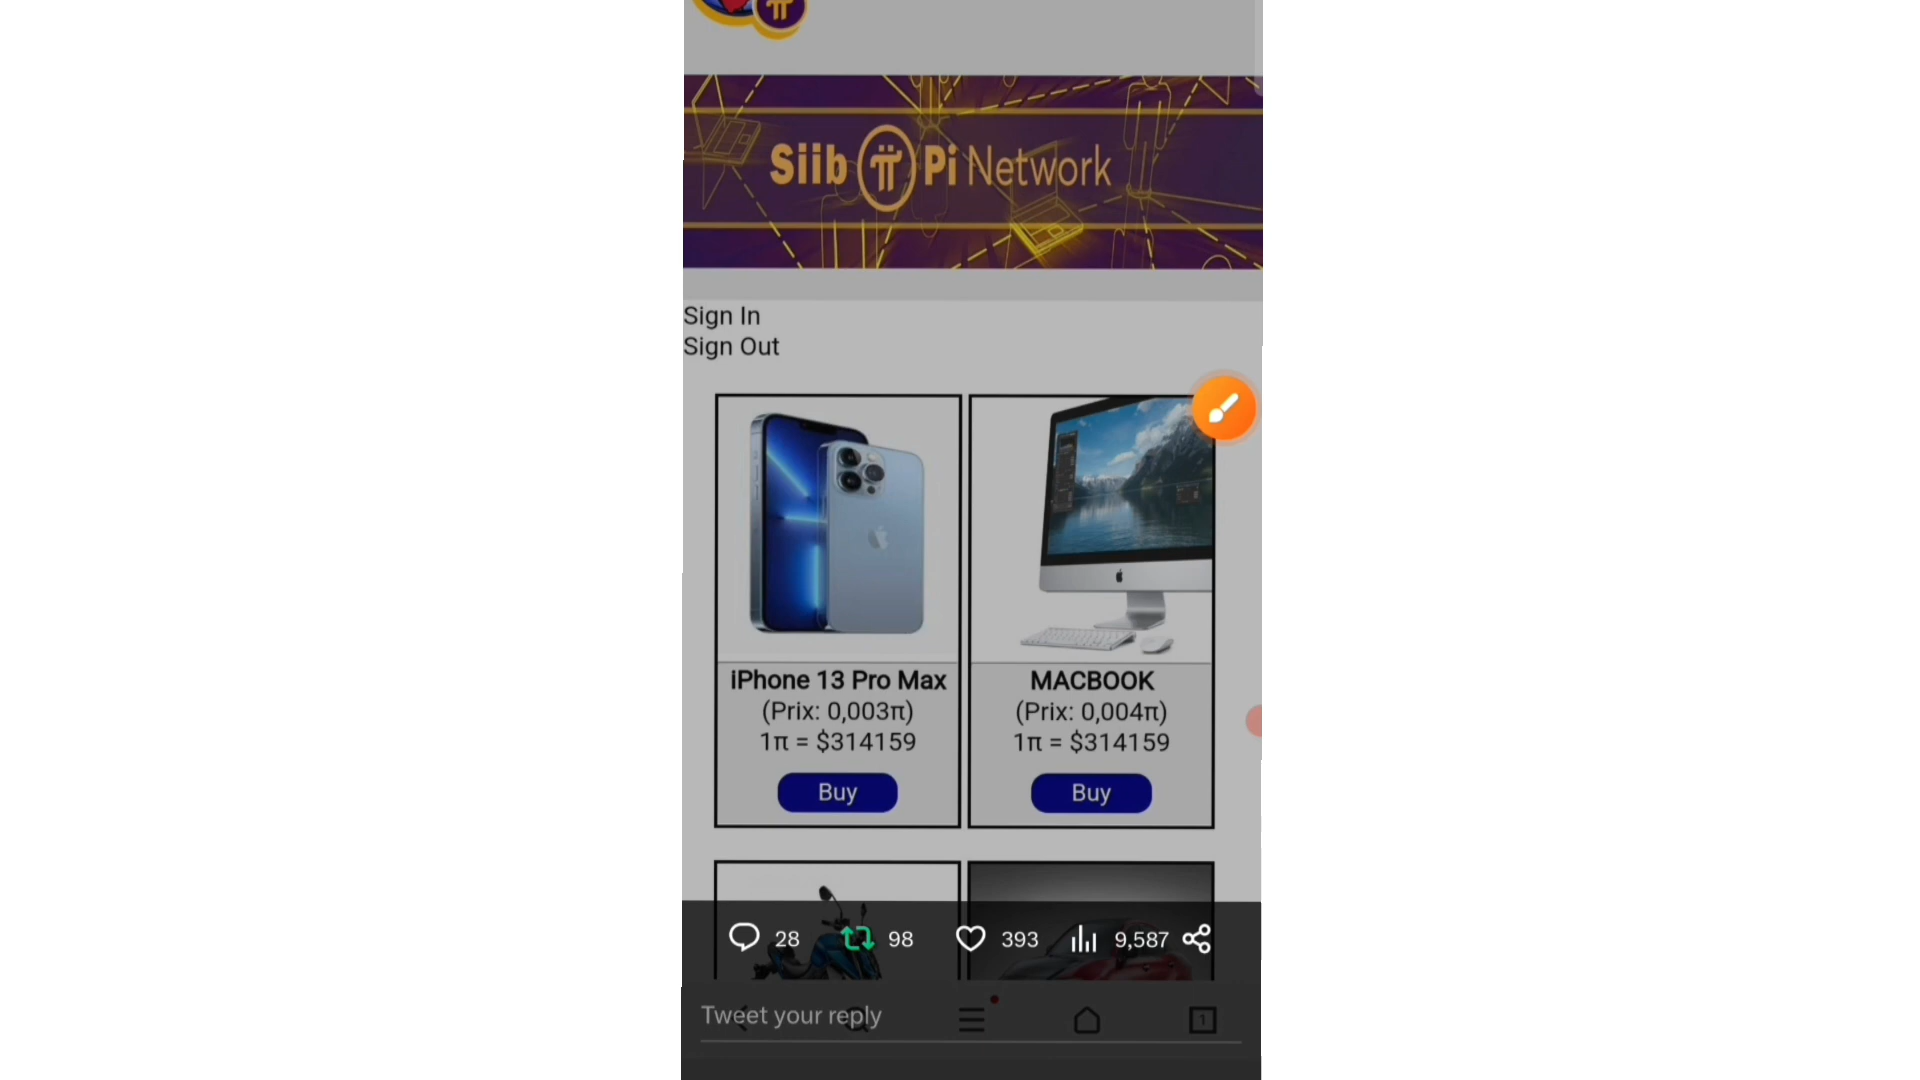 Siib π Pi Network
Sign In
Sign Out
iPhone 13 Pro Max
(Prix: 0,003π)
1π = $314159
Buy
MACBOOK
(Prix: 0,004π)
1π = $314159
Buy
28 98 393 9,587
Tweet your reply
1